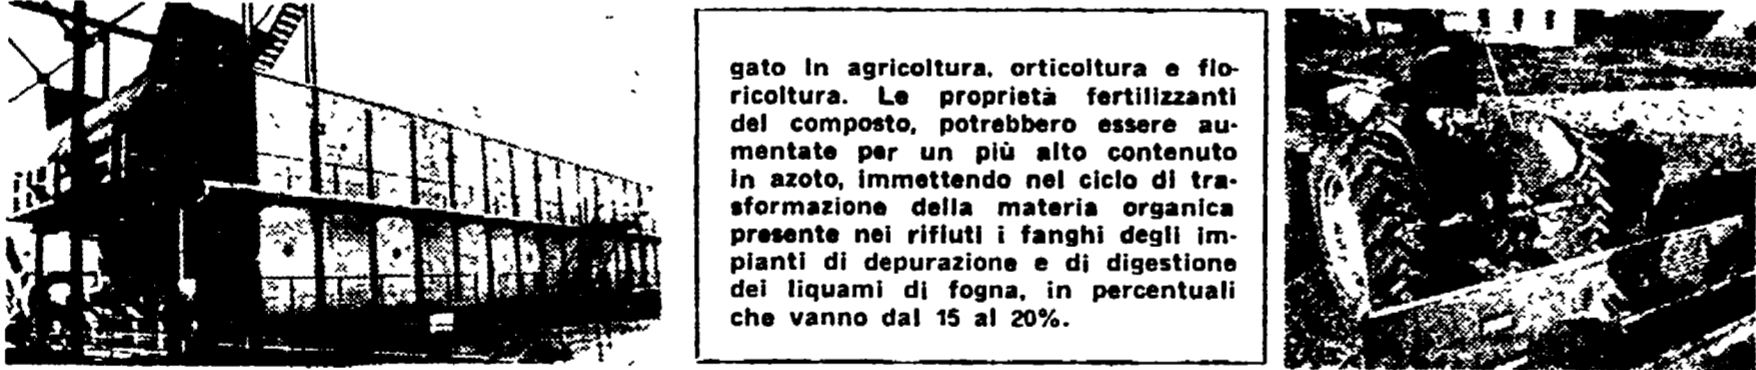 gato in agricoltura, orticoltura e flo-
ricoltura. Le proprietà fertilizzanti
del composto, potrebbero essere au-
mentate per un più alto contenuto
in azoto, immettendo nel ciclo di tra-
sformazione della materia organica
presente nei rifiuti i fanghi degli im-
pianti di depurazione e di digestione
dei liquami di fogna, in percentuali
che vanno dal 15 al 20%.